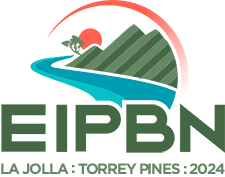 EIPBN
LA JOLLA : TORREY PINES : 2024